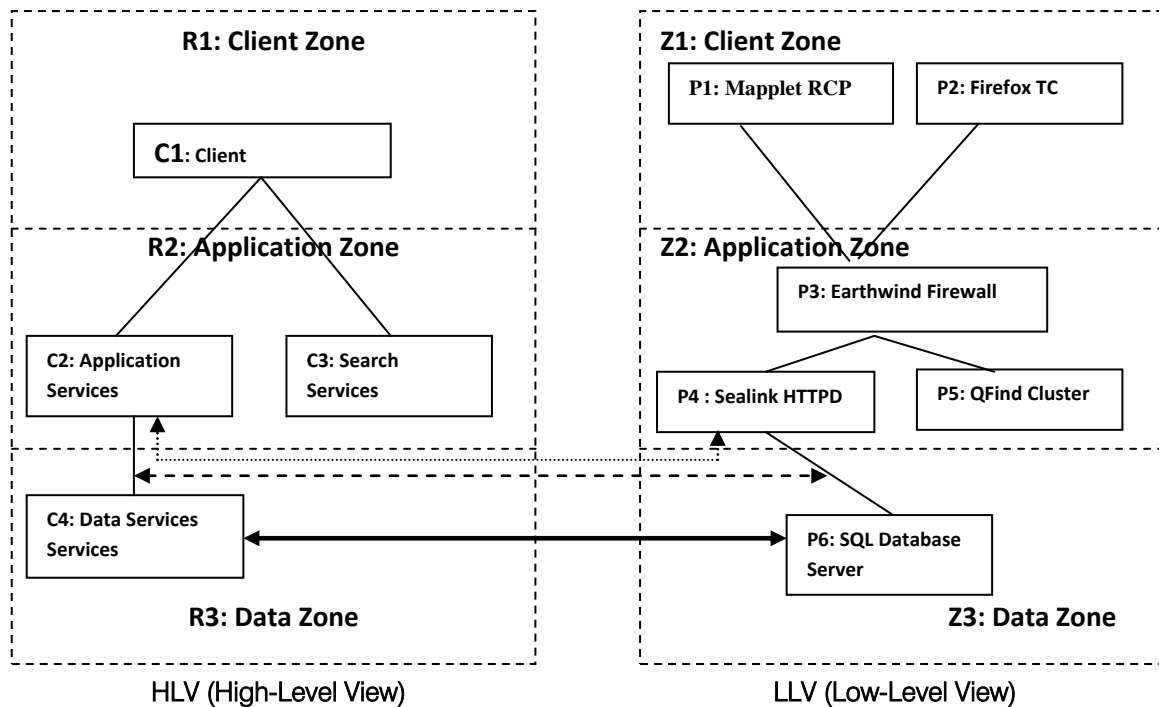 R1: Client Zone
C1: Client
R2: Application Zone
C2: Application
Services
C3: Search
Services
C4: Data Services
Services
R3: Data Zone
HLV (High-Level View)
Z1: Client Zone
P1: Mapplet RCP
P2: Firefox TC
Z2: Application Zone
P3: Earthwind Firewall
P4 : Sealink HTTPD
P5: QFind Cluster
P6: SQL Database
Server
Z3: Data Zone
LLV (Low-Level View)